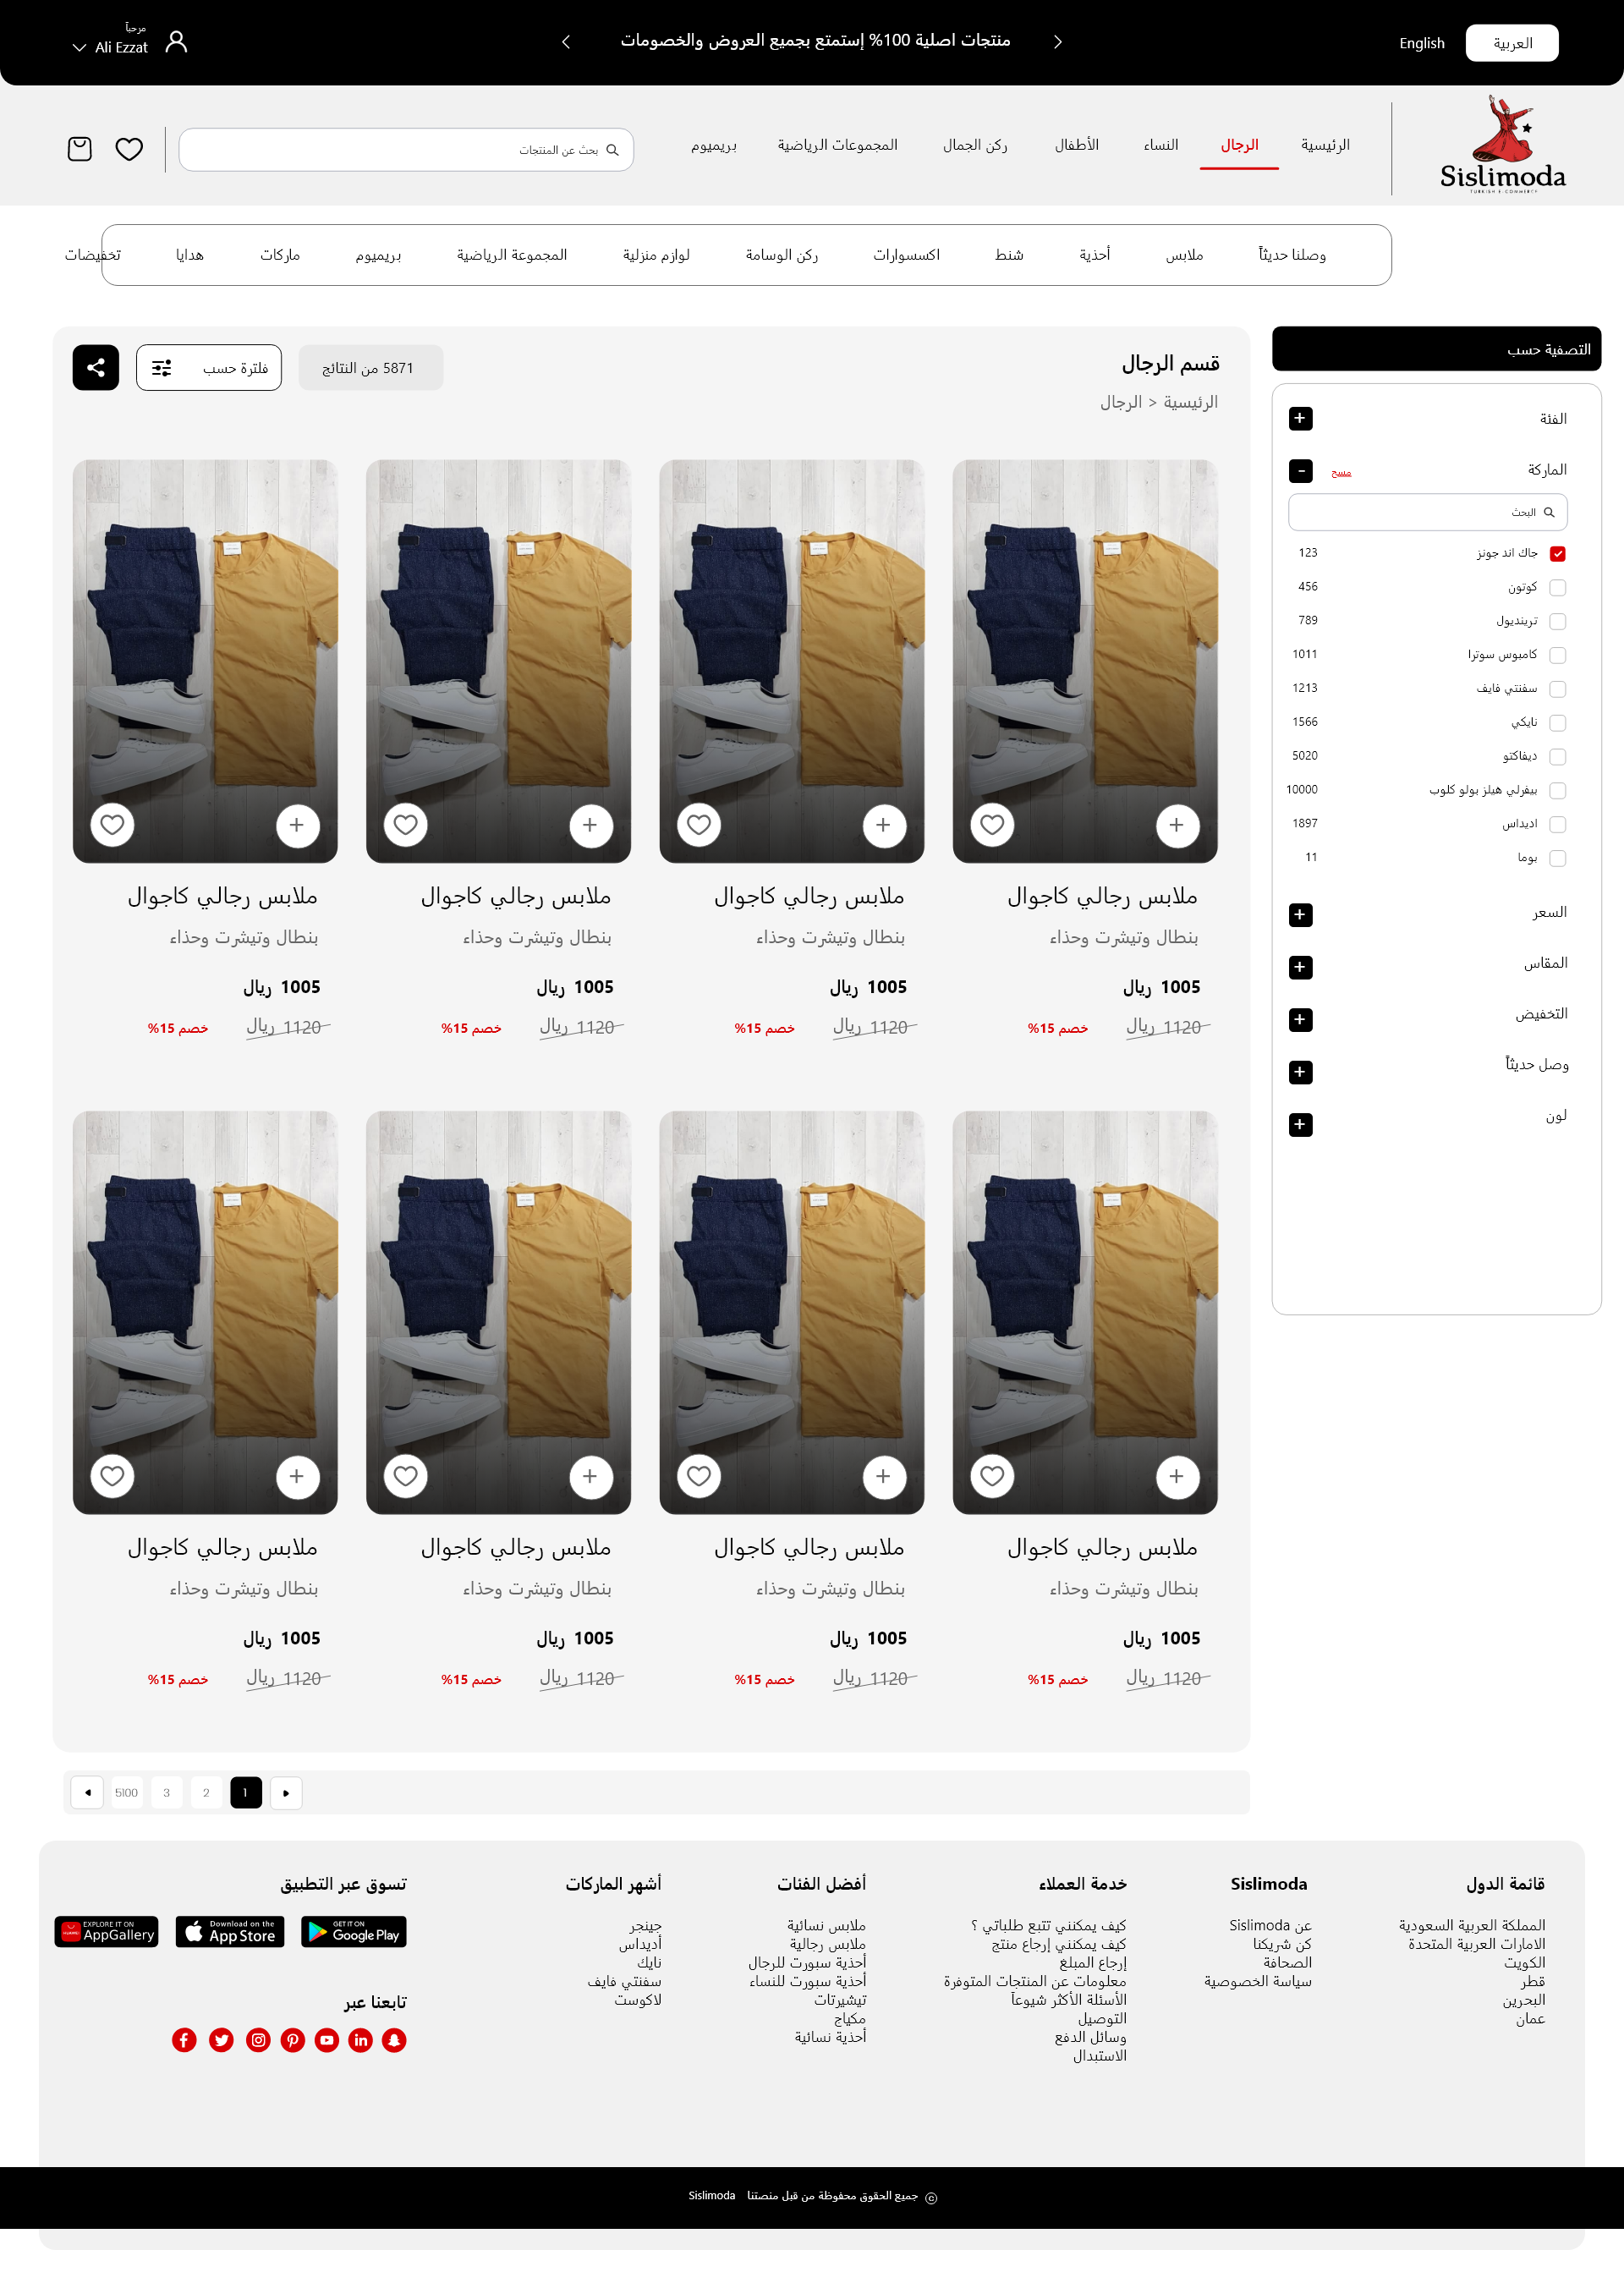 العربية
English
منتجات اصلية 100% إستمتع بجميع العروض والخصومات
مرحباً
Ali Ezzat
Sislimoda
TURKISH E-COMMERTY
الرئيسية
الرجال
النساء
الأطفال
ركن الجمال
المجموعات الرياضية
بريميوم
بحث عن المنتجات
وصلنا حديثاً
ملابس
أحذية
شنط
اكسسوارات
ركن الوسامة
لوازم منزلية
المجموعة الرياضية
بريميوم
ماركات
هدايا
تخفيضات
التصفية حسب
الفئة
+
الماركة
مسح
-
البحث
جاك اند جونز 123
كوتون 456
ترينديول 789
كامبوس سوترا 1011
سفنتي فايف 1213
نايكي 1566
ديفاكتو 5020
بيفرلي هيلز بولو كلوب 10000
اديداس 1897
بوما 11
السعر
+
المقاس
+
التخفيض
+
وصل حديثاً
+
لون
+
قسم الرجال
الرئيسية > الرجال
5871 من النتائج
فلترة حسب
ملابس رجالي كاجوال
بنطال وتيشرت وحذاء
1005 ريال
1120 ريال
خصم 15%
ملابس رجالي كاجوال
بنطال وتيشرت وحذاء
1005 ريال
1120 ريال
خصم 15%
ملابس رجالي كاجوال
بنطال وتيشرت وحذاء
1005 ريال
1120 ريال
خصم 15%
ملابس رجالي كاجوال
بنطال وتيشرت وحذاء
1005 ريال
1120 ريال
خصم 15%
ملابس رجالي كاجوال
بنطال وتيشرت وحذاء
1005 ريال
1120 ريال
خصم 15%
ملابس رجالي كاجوال
بنطال وتيشرت وحذاء
1005 ريال
1120 ريال
خصم 15%
ملابس رجالي كاجوال
بنطال وتيشرت وحذاء
1005 ريال
1120 ريال
خصم 15%
ملابس رجالي كاجوال
بنطال وتيشرت وحذاء
1005 ريال
1120 ريال
خصم 15%
1
2
3
5100
قائمة الدول
المملكة العربية السعودية
الامارات العربية المتحدة
الكويت
قطر
البحرين
عمان
Sislimoda
عن Sislimoda
كن شريكنا
الصحافة
سياسة الخصوصية
خدمة العملاء
كيف يمكنني تتبع طلباتي ؟
كيف يمكنني إرجاع منتج
إرجاع المبلغ
معلومات عن المنتجات المتوفرة
الأسئلة الأكثر شيوعاً
التوصيل
وسائل الدفع
الاستبدال
أفضل الفئات
ملابس نسائية
ملابس رجالية
أحذية سبورت للرجال
أحذية سبورت للنساء
تيشيرتات
مكياج
أحذية نسائية
أشهر الماركات
جينجر
أديداس
نايك
سفنتي فايف
لاكوست
تسوق عبر التطبيق
GET IT ON
Google Play
Download on the
App Store
EXPLORE IT ON
AppGallery
تابعنا عبر
© جميع الحقوق محفوظة من قبل منصتنا Sislimoda